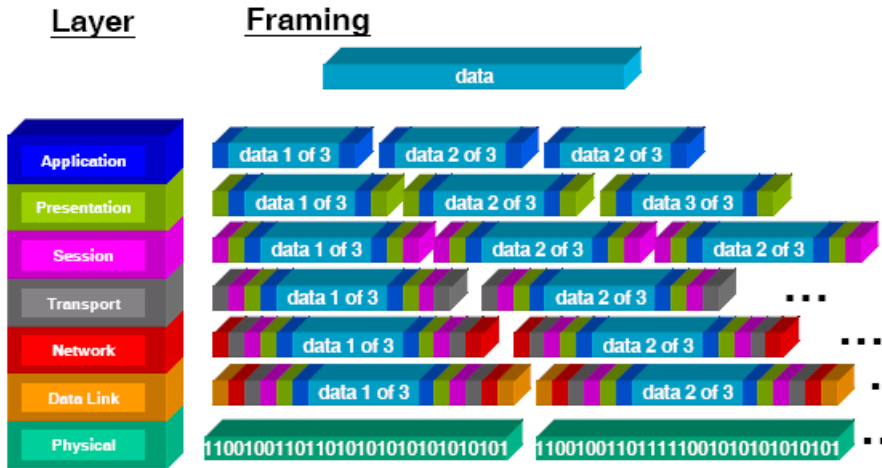 Layer Framing
data
Application data 1 of 3 data 2 of 3 data 2 of 3
Presentation data 1 of 3 data 2 of 3 data 3 of 3
Session data 1 of 3 data 2 of 3 data 2 of 3
Transport data 1 of 3 data 2 of 3 ...
Network data 1 of 3 data 2 of 3 ...
Data Link data 1 of 3 data 2 of 3
Physical